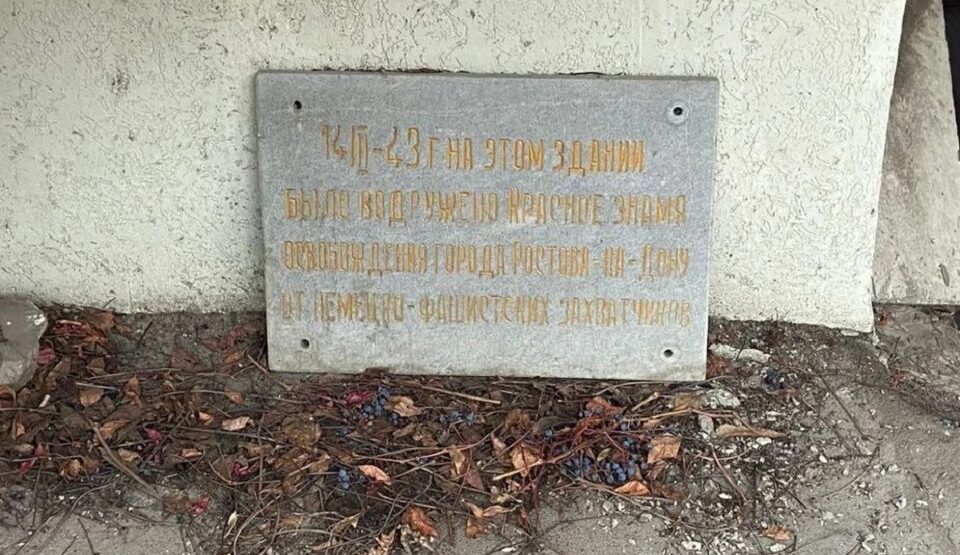 14 II-43 г НА ЭТОМ ЗДАНИИ
БЫЛО ВОДРУЖЕНО КРАСНОЕ ЗНАМЯ
ОСВОБОЖДЕНИЯ ГОРОДА РОСТОВА-НА-ДОНУ
ОТ НЕМЕЦКО-ФАШИСТСКИХ ЗАХВАТЧИКОВ